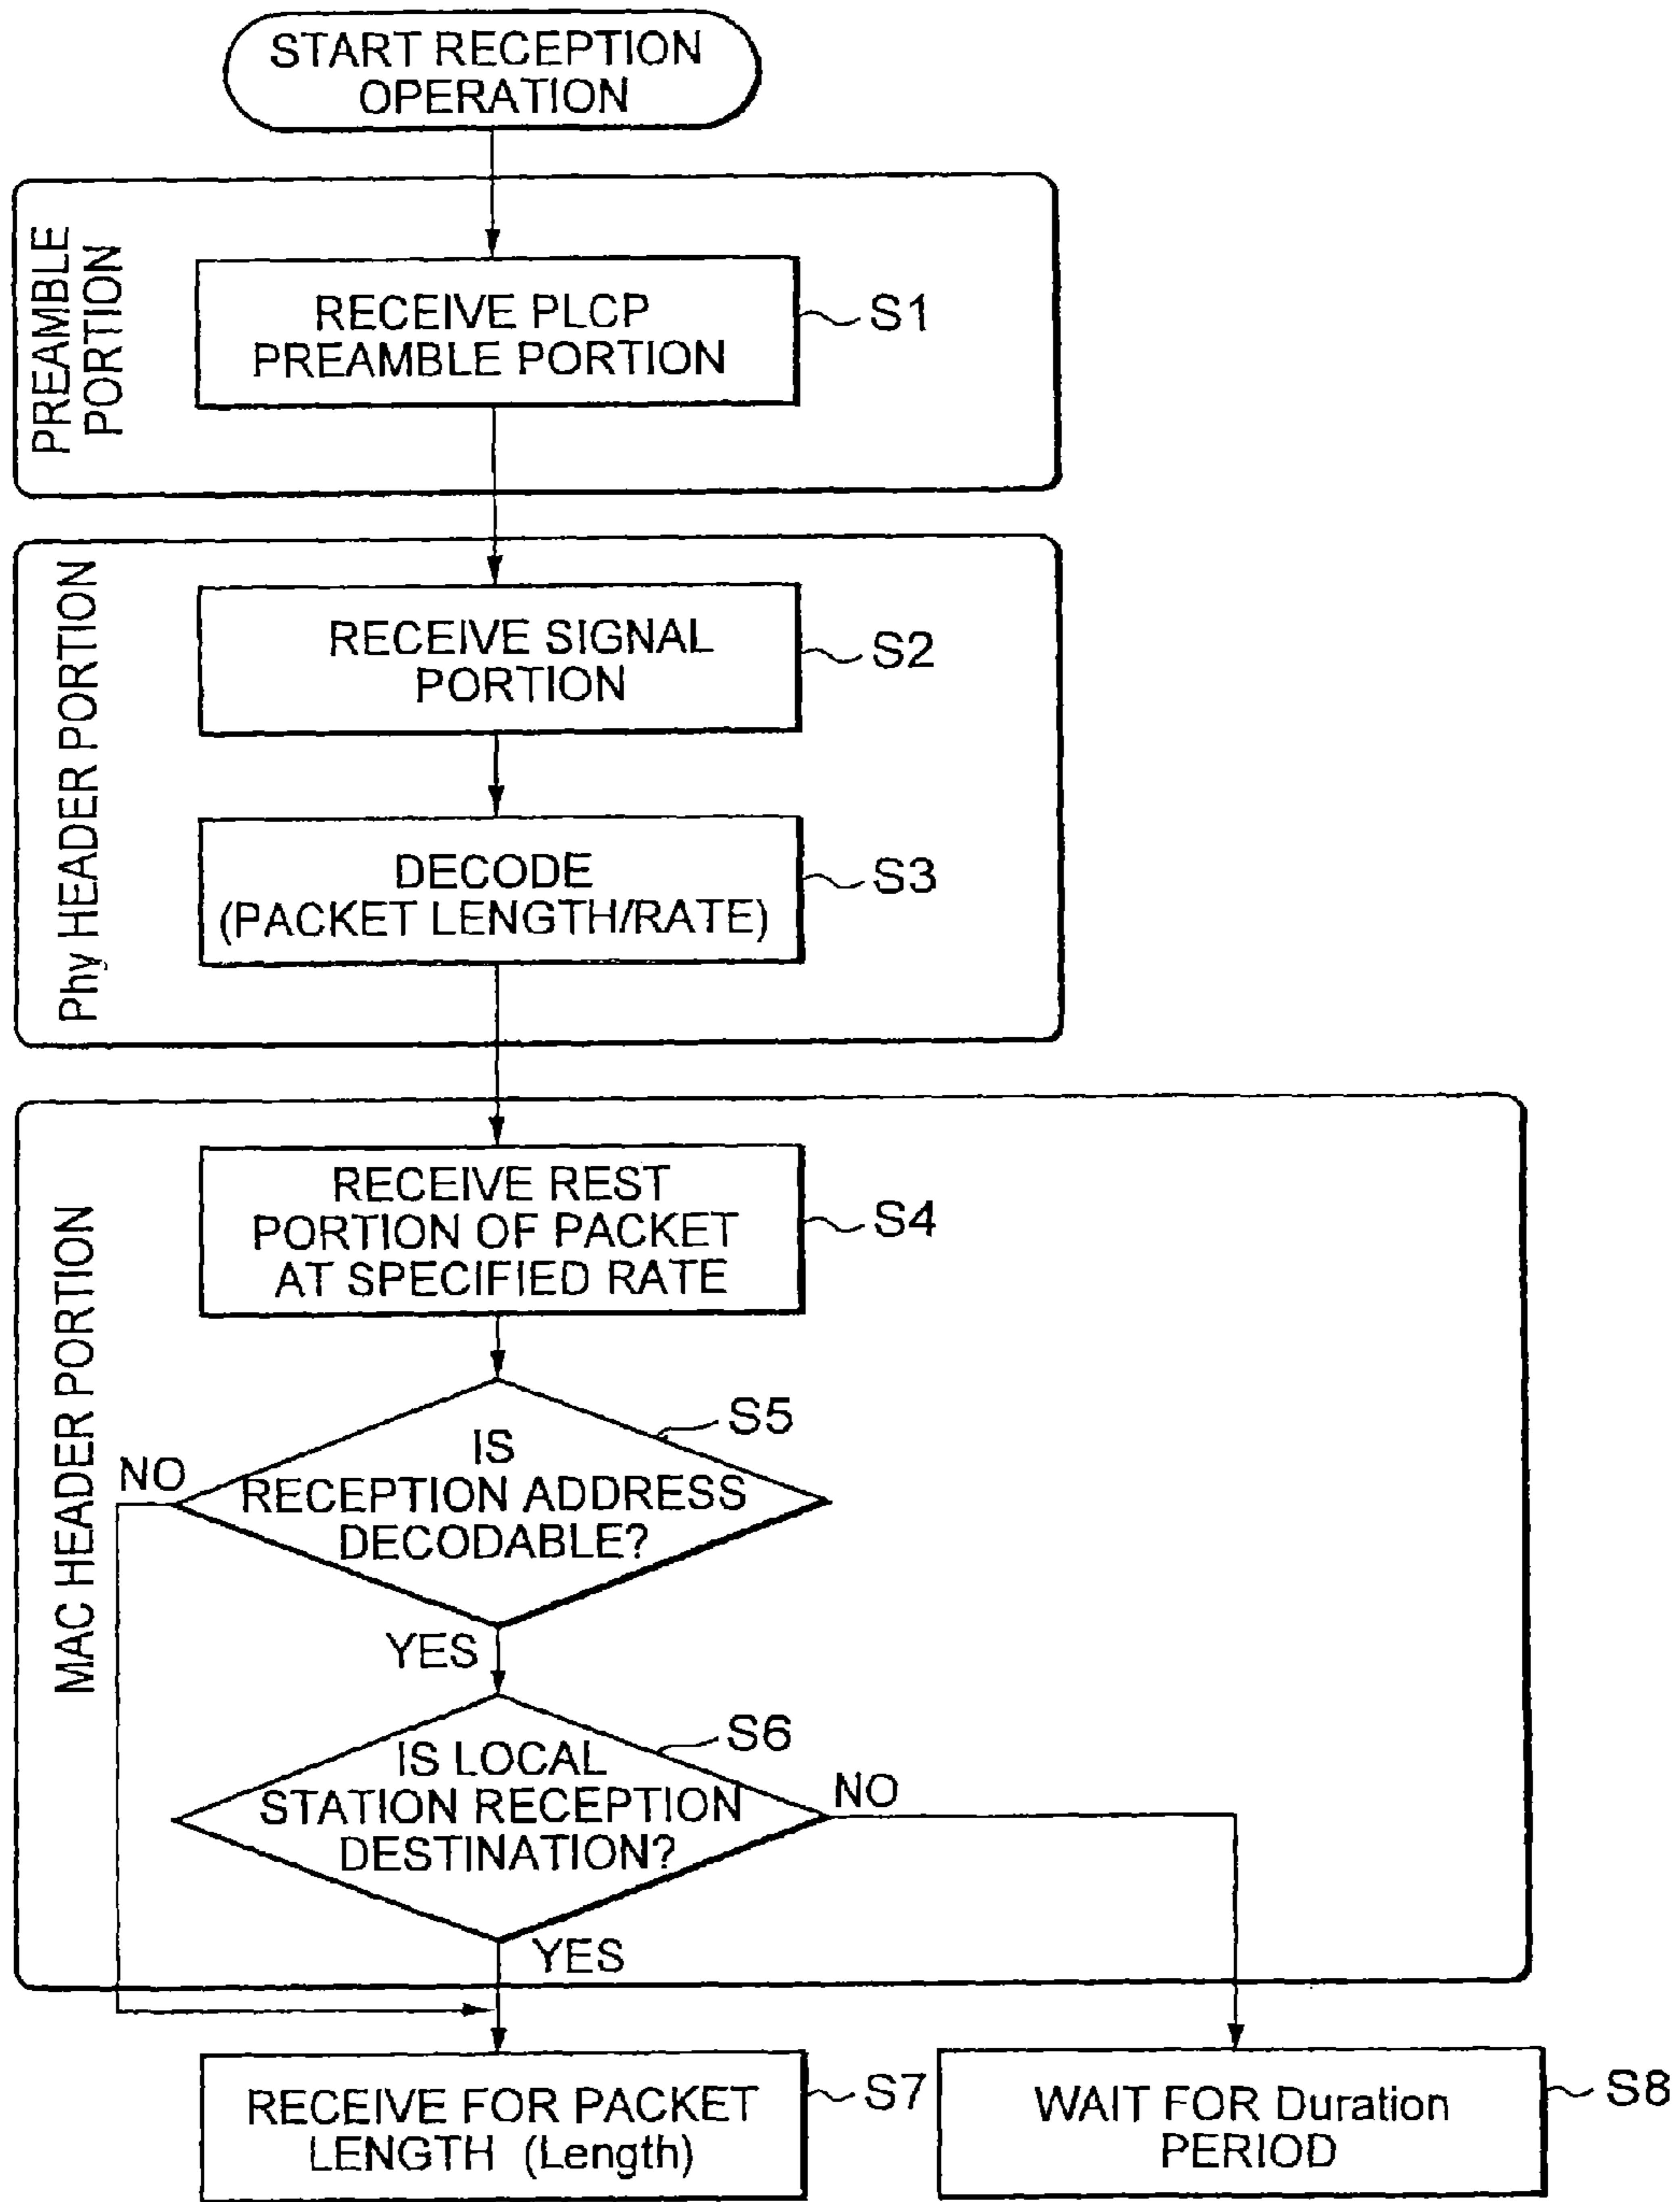 START RECEPTION
OPERATION
PREAMBLE
PORTION
RECEIVE PLCP
PREAMBLE PORTION
S1
Phy HEADER PORTION
RECEIVE SIGNAL
PORTION
S2
DECODE
(PACKET LENGTH/RATE)
S3
MAC HEADER PORTION
RECEIVE REST
PORTION OF PACKET
AT SPECIFIED RATE
S4
S5
IS
RECEPTION ADDRESS
DECODABLE?
NO
YES
S6
IS LOCAL
STATION RECEPTION
DESTINATION?
NO
YES
RECEIVE FOR PACKET
LENGTH (Length)
S7
WAIT FOR Duration
PERIOD
S8